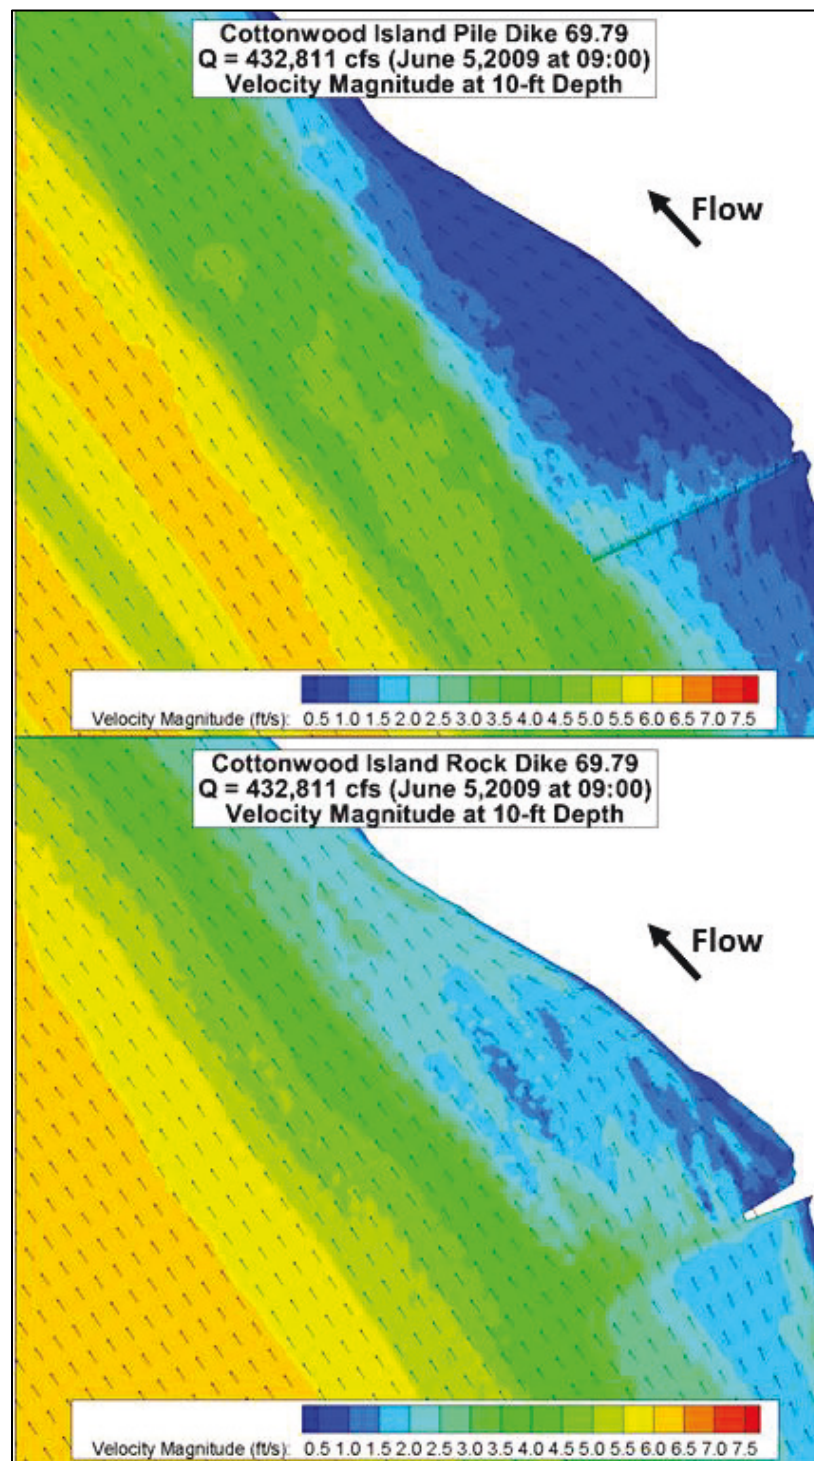 Cottonwood Island Pile Dike 69.79
Q = 432,811 cfs (June 5,2009 at 09:00)
Velocity Magnitude at 10-ft Depth
Flow
Velocity Magnitude (ft/s): 0.5 1.0 1.5 2.0 2.5 3.0 3.5 4.0 4.5 5.0 5.5 6.0 6.5 7.0 7.5
Cottonwood Island Rock Dike 69.79
Q = 432,811 cfs (June 5,2009 at 09:00)
Velocity Magnitude at 10-ft Depth
Flow
Velocity Magnitude (ft/s): 0.5 1.0 1.5 2.0 2.5 3.0 3.5 4.0 4.5 5.0 5.5 6.0 6.5 7.0 7.5